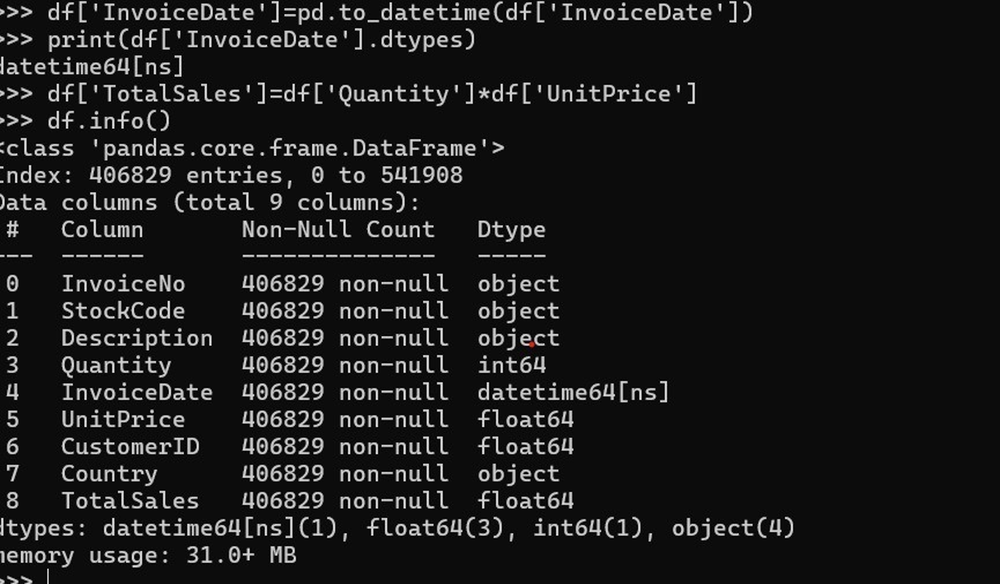 >>> df['InvoiceDate']=pd.to_datetime(df['InvoiceDate'])
>>> print(df['InvoiceDate'].dtypes)
datetime64[ns]
>>> df['TotalSales']=df['Quantity']*df['UnitPrice']
>>> df.info()
<class 'pandas.core.frame.DataFrame'>
Index: 406829 entries, 0 to 541908
Data columns (total 9 columns):
 #   Column       Non-Null Count   Dtype
---  ------       --------------   -----
 0   InvoiceNo    406829 non-null  object
 1   StockCode    406829 non-null  object
 2   Description  406829 non-null  object
 3   Quantity     406829 non-null  int64
 4   InvoiceDate  406829 non-null  datetime64[ns]
 5   UnitPrice    406829 non-null  float64
 6   CustomerID   406829 non-null  float64
 7   Country      406829 non-null  object
 8   TotalSales   406829 non-null  float64
dtypes: datetime64[ns](1), float64(3), int64(1), object(4)
memory usage: 31.0+ MB
>>>